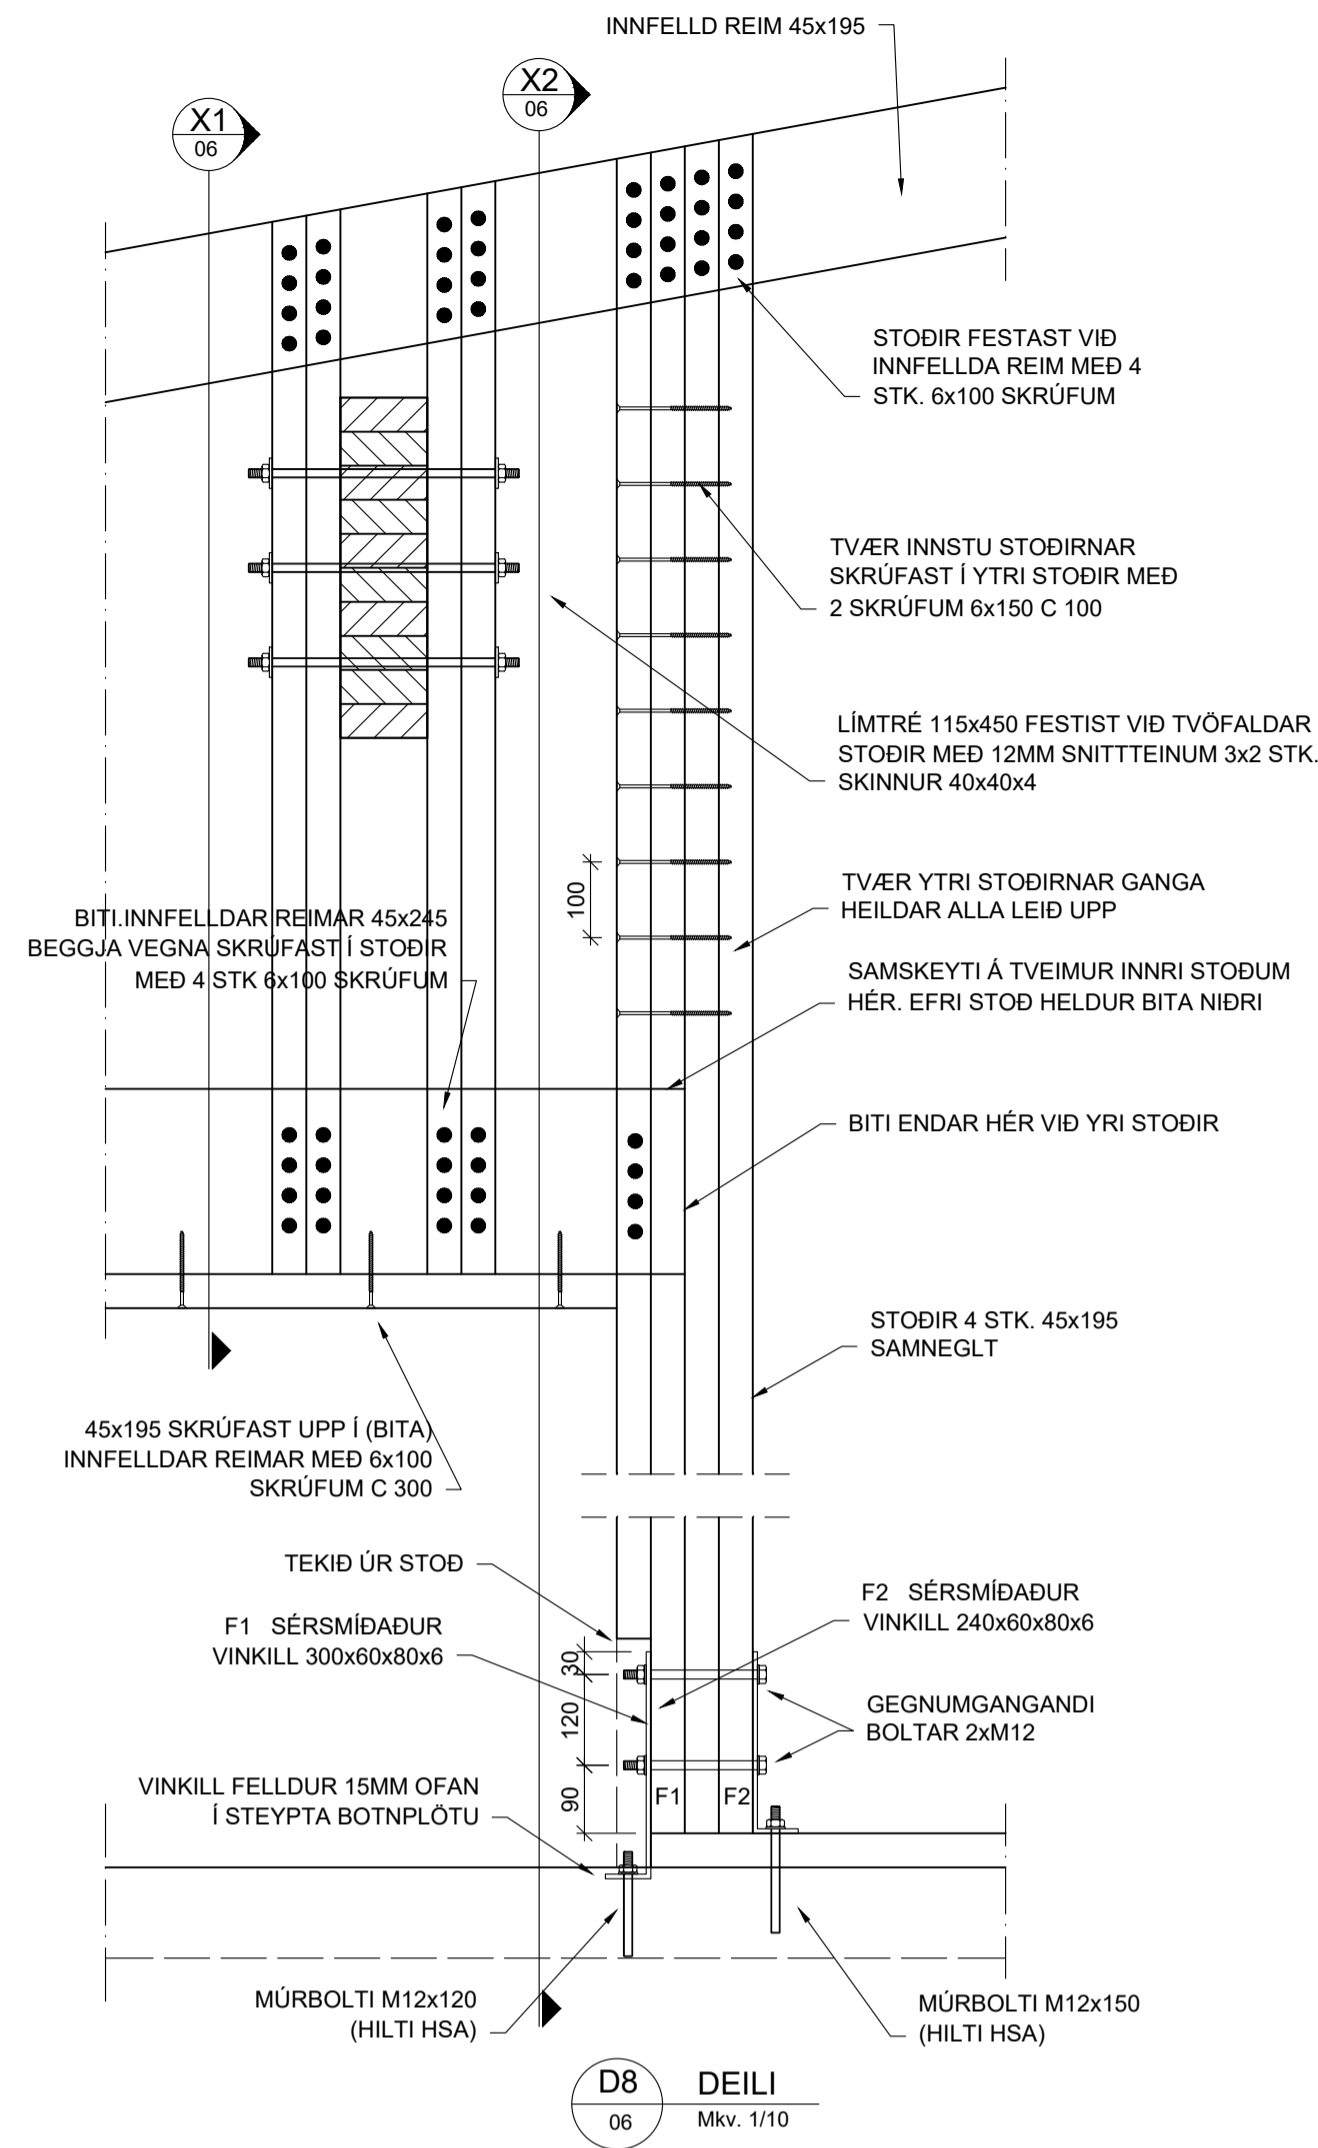 INNFELLD REIM 45x195
X2
06
X1
06
STOÐIR FESTAST VIÐ
INNFELLDA REIM MEÐ 4
STK. 6x100 SKRÚFUM
TVÆR INNSTU STOÐIRNAR
SKRÚFAST Í YTRI STOÐIR MEÐ
2 SKRÚFUM 6x150 C 100
LÍMTRÉ 115x450 FESTIST VIÐ TVÖFALDAR
STOÐIR MEÐ 12MM SNITTTEINUM 3x2 STK.
SKINNUR 40x40x4
100
TVÆR YTRI STOÐIRNAR GANGA
HEILDAR ALLA LEIÐ UPP
BITI.INNFELLDAR REIMAR 45x245
BEGGJA VEGNA SKRÚFAST Í STOÐIR
MEÐ 4 STK 6x100 SKRÚFUM
SAMSKEYTI Á TVEIMUR INNRI STOÐUM
HÉR. EFRI STOÐ HELDUR BITA NIÐRI
BITI ENDAR HÉR VIÐ YRI STOÐIR
STOÐIR 4 STK. 45x195
SAMNEGLT
45x195 SKRÚFAST UPP Í (BITA)
INNFELLDAR REIMAR MEÐ 6x100
SKRÚFUM C 300
TEKIÐ ÚR STOÐ
F1 SÉRSMÍÐAÐUR
VINKILL 300x60x80x6
F2 SÉRSMÍÐAÐUR
VINKILL 240x60x80x6
30
120
90
GEGNUMGANGANDI
BOLTAR 2xM12
VINKILL FELLDUR 15MM OFAN
Í STEYPTA BOTNPLÖTU
F1
F2
MÚRBOLTI M12x120
(HILTI HSA)
MÚRBOLTI M12x150
(HILTI HSA)
D8
06
DEILI
Mkv. 1/10